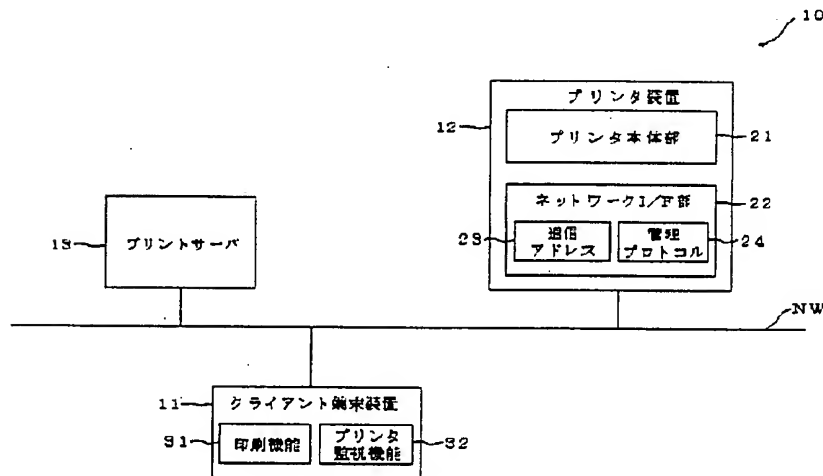 10
プリンタ装置
12
プリンタ本体部
21
ネットワークI/F部
22
23
通信
アドレス
管理
プロトコル
24
13
プリントサーバ
NW
11
クライアント端末装置
31
印刷機能
プリンタ
監視機能
32